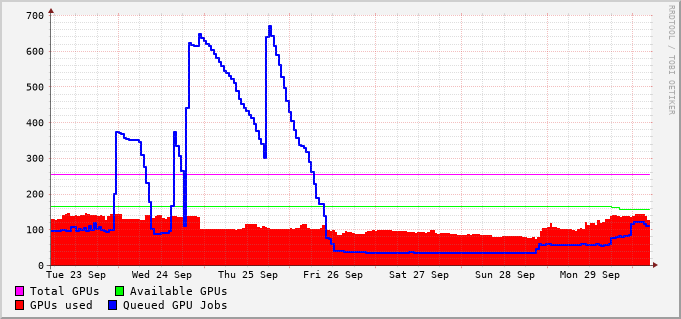 700
600
500
400
300
200
100
0
Tue 23 Sep Wed 24 Sep Thu 25 Sep Fri 26 Sep Sat 27 Sep Sun 28 Sep Mon 29 Sep
Total GPUs Available GPUs
GPUs used Queued GPU Jobs
RRDTOOL / TOBI OETIKER